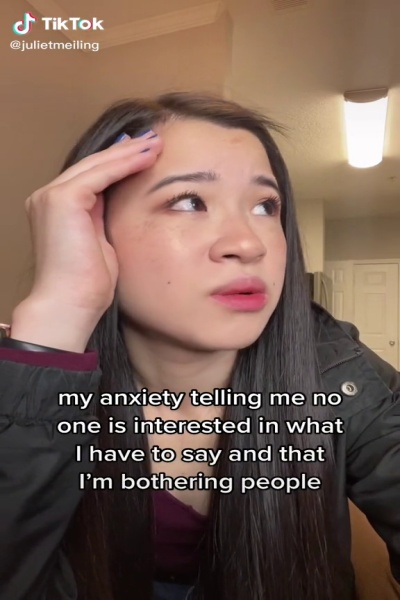 TikTok
@julietmeiling
my anxiety telling me no
one is interested in what
I have to say and that
I'm bothering people